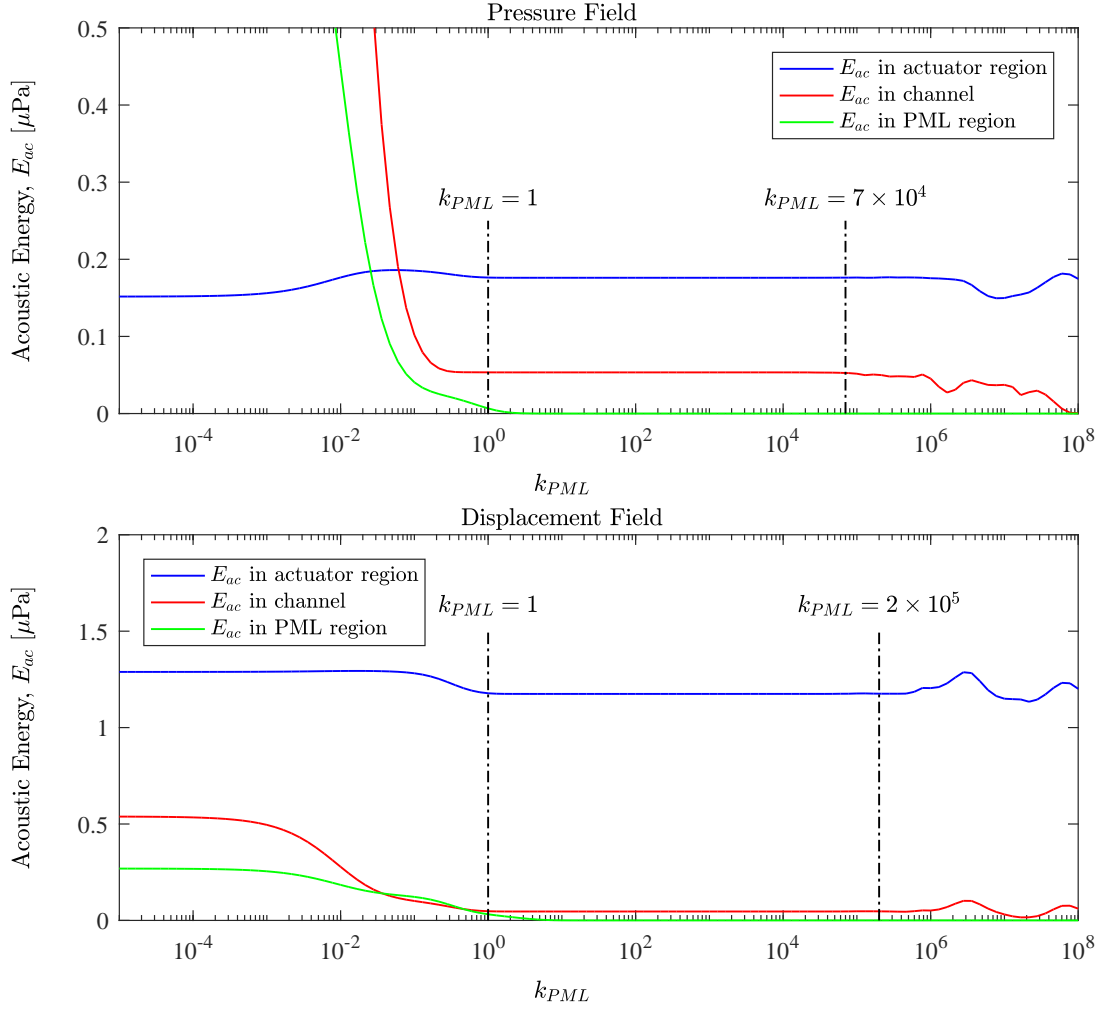 Pressure Field
Acoustic Energy, E_ac [μPa]
0.5
0.4
0.3
0.2
0.1
0
E_ac in actuator region
E_ac in channel
E_ac in PML region
k_PML = 1
k_PML = 7 × 10^4
10^-4
10^-2
10^0
10^2
10^4
10^6
10^8
k_PML
Displacement Field
Acoustic Energy, E_ac [μPa]
2
1.5
1
0.5
0
E_ac in actuator region
E_ac in channel
E_ac in PML region
k_PML = 1
k_PML = 2 × 10^5
10^-4
10^-2
10^0
10^2
10^4
10^6
10^8
k_PML